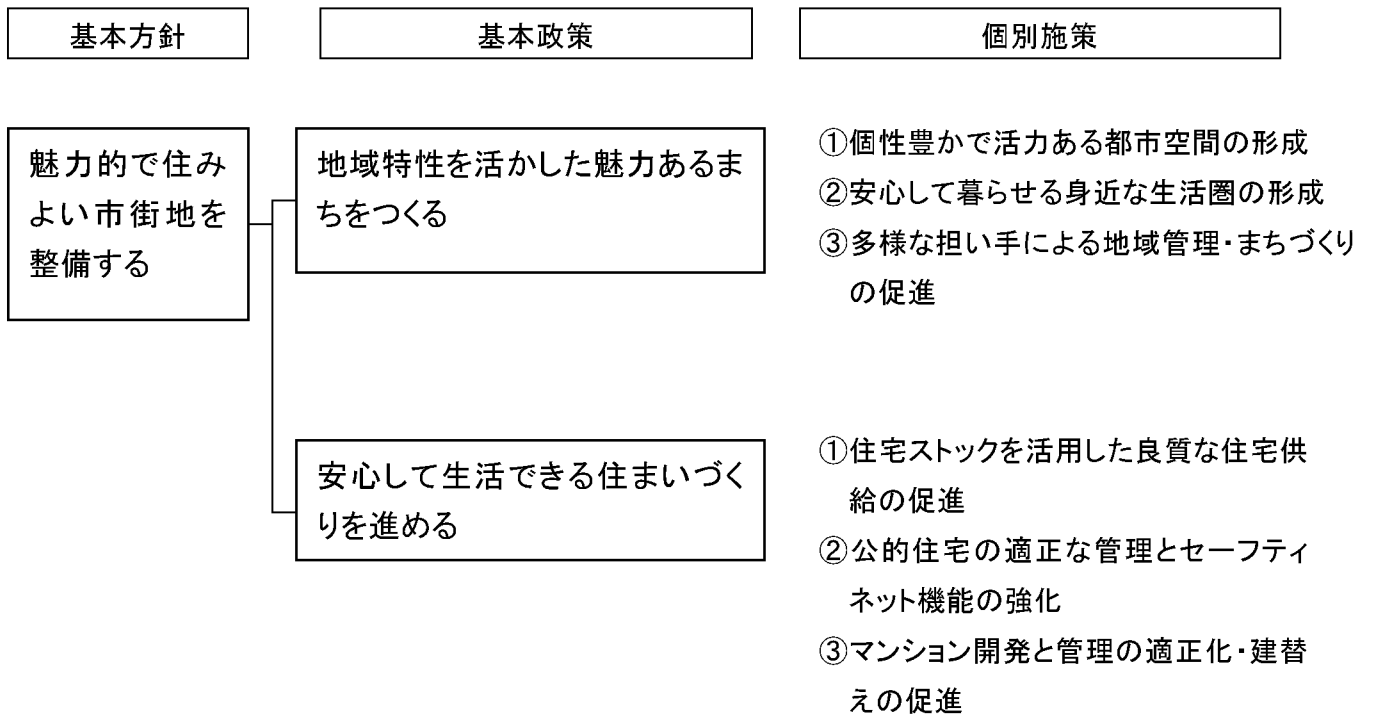 基本方針
基本政策
個別施策
魅力的で住み
よい市街地を
整備する
地域特性を活かした魅力あるま
ちをつくる
①個性豊かで活力ある都市空間の形成
②安心して暮らせる身近な生活圏の形成
③多様な担い手による地域管理・まちづくり
の促進
安心して生活できる住まいづく
りを進める
①住宅ストックを活用した良質な住宅供
給の促進
②公的住宅の適正な管理とセーフティ
ネット機能の強化
③マンション開発と管理の適正化・建替
えの促進